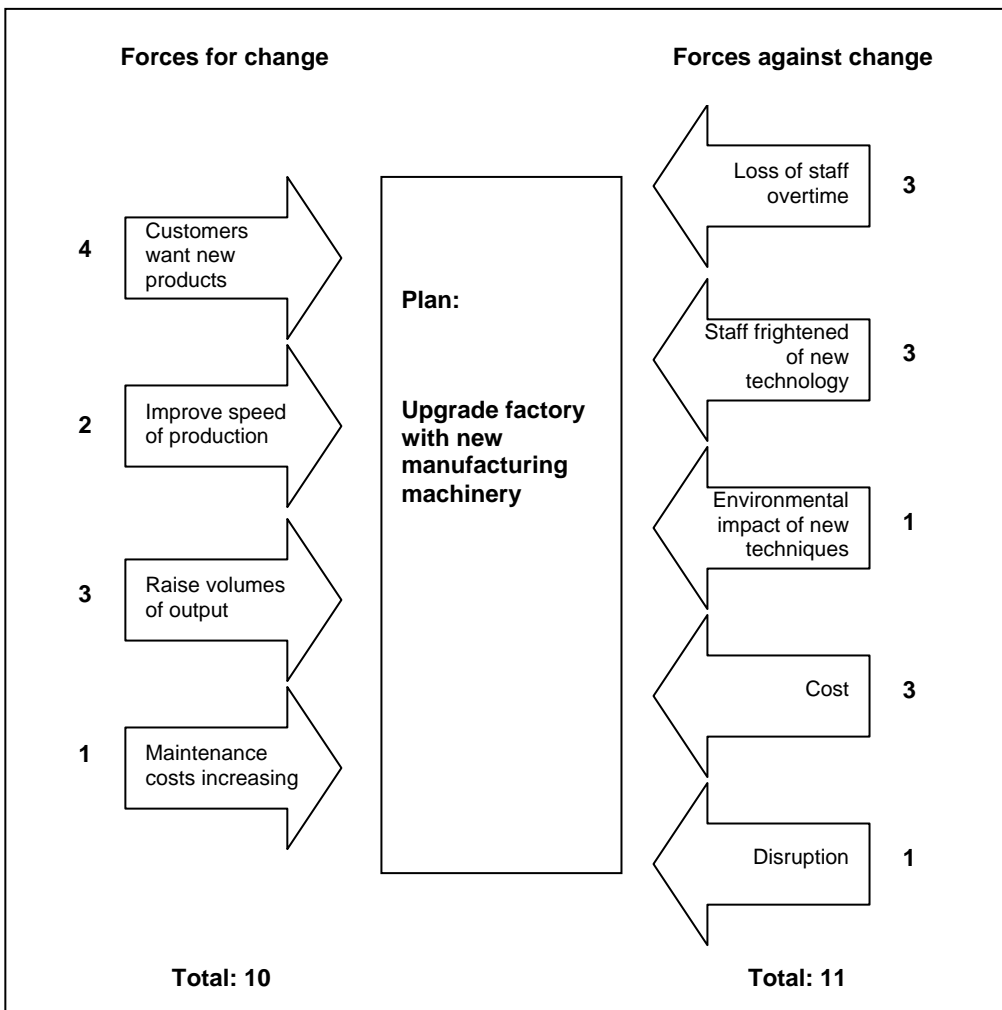 Forces for change
Forces against change
4
Customers
want new
products
2
Improve speed
of production
3
Raise volumes
of output
1
Maintenance
costs increasing
Total: 10
Plan:
Upgrade factory
with new
manufacturing
machinery
Loss of staff
overtime
3
Staff frightened
of new
technology
3
Environmental
impact of new
techniques
1
Cost
3
Disruption
1
Total: 11